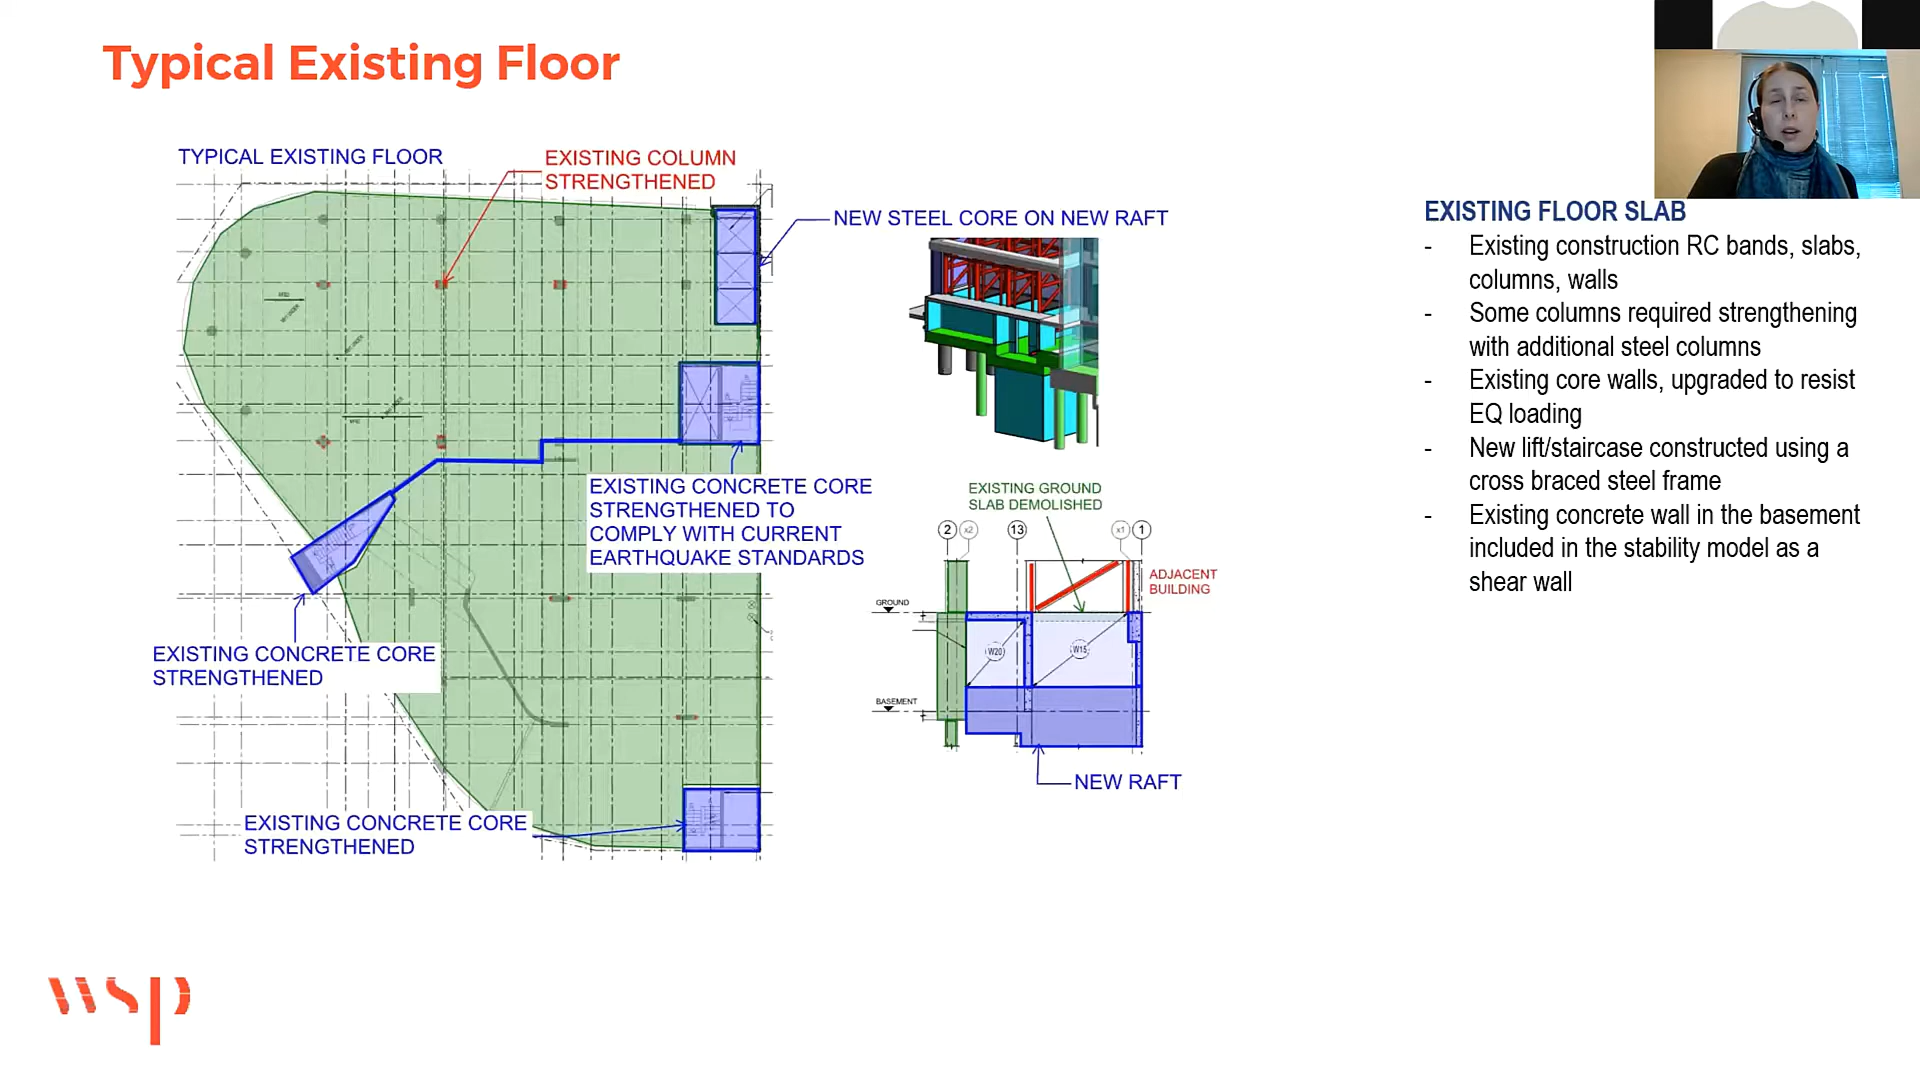 Typical Existing Floor
TYPICAL EXISTING FLOOR
EXISTING COLUMN
STRENGTHENED
NEW STEEL CORE ON NEW RAFT
EXISTING CONCRETE CORE
STRENGTHENED TO
COMPLY WITH CURRENT
EARTHQUAKE STANDARDS
EXISTING CONCRETE CORE
STRENGTHENED
EXISTING CONCRETE CORE
STRENGTHENED
EXISTING GROUND
SLAB DEMOLISHED
2 x2 13 x1 1
ADJACENT
BUILDING
GROUND
W20 W15
BASEMENT
NEW RAFT
EXISTING FLOOR SLAB
- Existing construction RC bands, slabs,
columns, walls
- Some columns required strengthening
with additional steel columns
- Existing core walls, upgraded to resist
EQ loading
- New lift/staircase constructed using a
cross braced steel frame
- Existing concrete wall in the basement
included in the stability model as a
shear wall
wsp